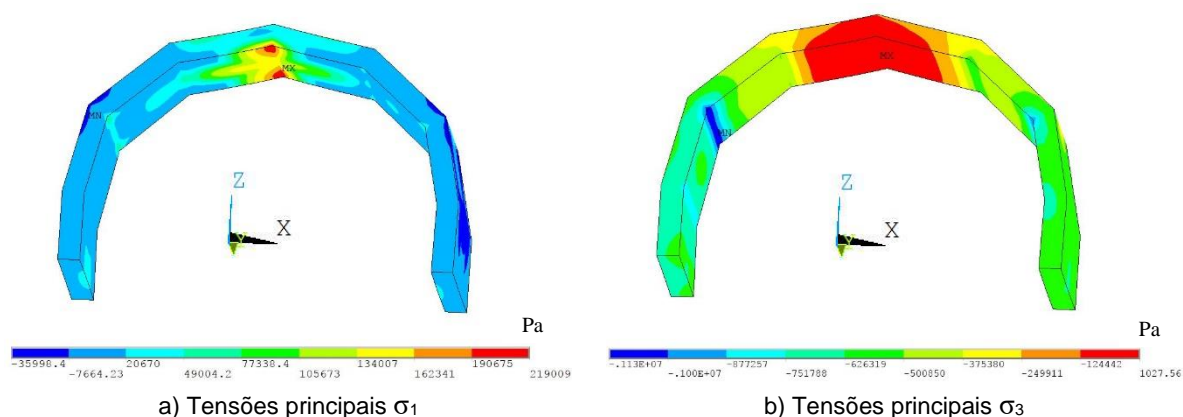 MX
MN
Z
X
Y
Pa
-35998.4 20670 77338.4 134007 190675
-7664.23 49004.2 105673 162341 219009
a) Tensões principais σ1
MX
MN
Z
X
Y
Pa
-.113E+07 -877257 -626319 -375380 -124442
-.100E+07 -751788 -500850 -249911 1027.56
b) Tensões principais σ3